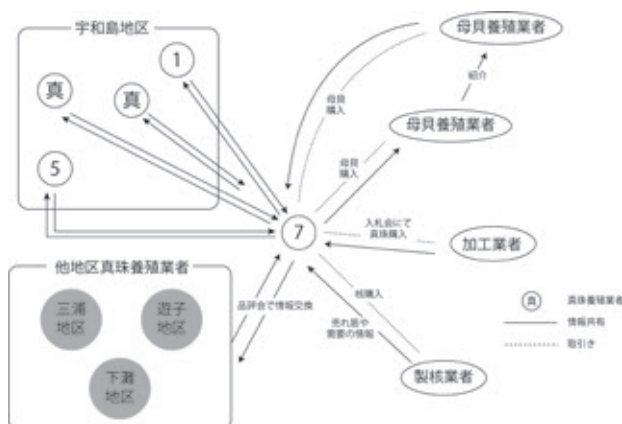 宇和島地区
1
真
真
5
7
母貝養殖業者
紹介
母貝養殖業者
母貝
購入
母貝
購入
入札会にて
真珠購入
加工業者
核購入
売れ筋や
需要の情報
製核業者
品評会で情報交換
他地区真珠養殖業者
三浦
地区
遊子
地区
下灘
地区
真
真珠養殖業者
情報共有
取引き